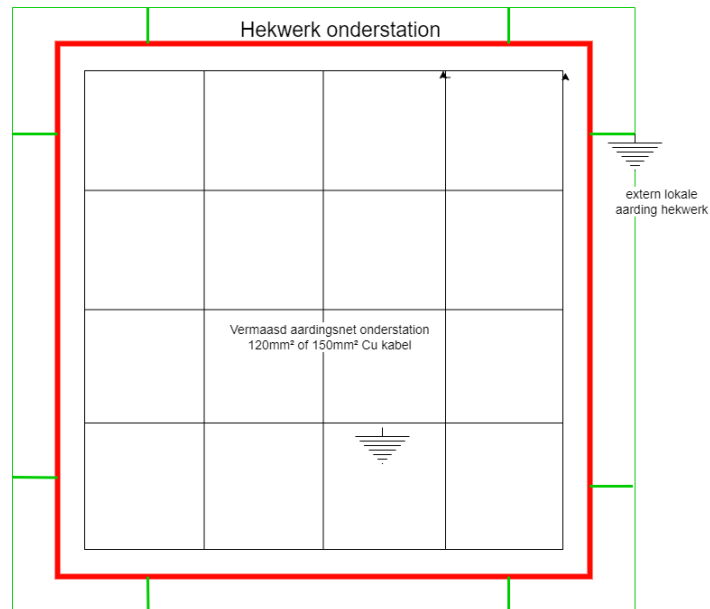 Hekwerk onderstation
extern lokale
aarding hekwerk
Vermaasd aardingsnet onderstation
120mm² of 150mm² Cu kabel